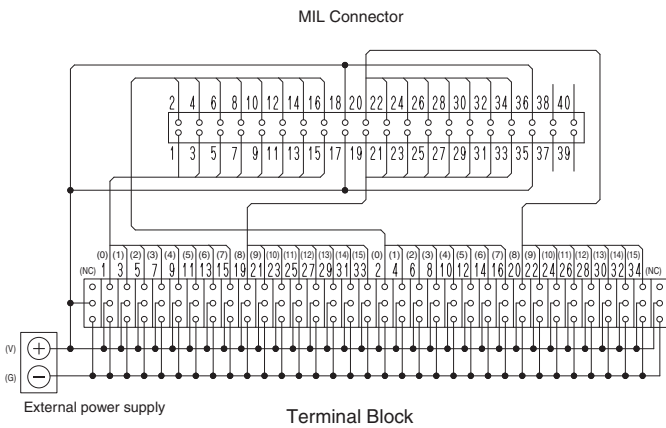 MIL Connector
2 4 6 8 10 12 14 16 18 20 22 24 26 28 30 32 34 36 38 40
1 3 5 7 9 11 13 15 17 19 21 23 25 27 29 31 33 35 37 39
(0) (1) (2) (3) (4) (5) (6) (7) (8) (9) (10) (11) (12) (13) (14) (15) (0) (1) (2) (3) (4) (5) (6) (7) (8) (9) (10) (11) (12) (13) (14) (15)
(NC) 1 3 5 7 9 11 13 15 19 21 23 25 27 29 31 33 2 4 6 8 10 12 14 16 20 22 24 26 28 30 32 34 (NC)
(V)
(G)
External power supply
Terminal Block